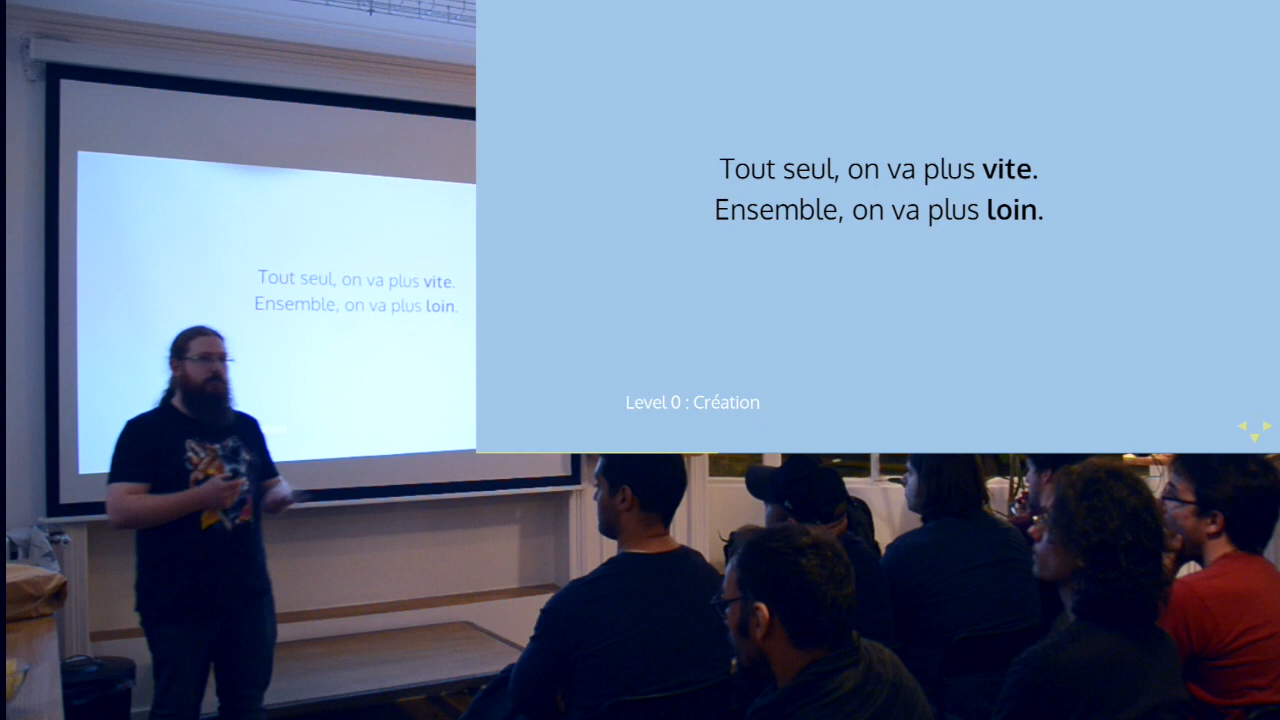 Tout seul, on va plus vite.
Ensemble, on va plus loin.
Level 0 : Création
Tout seul, on va plus vite.
Ensemble, on va plus loin.